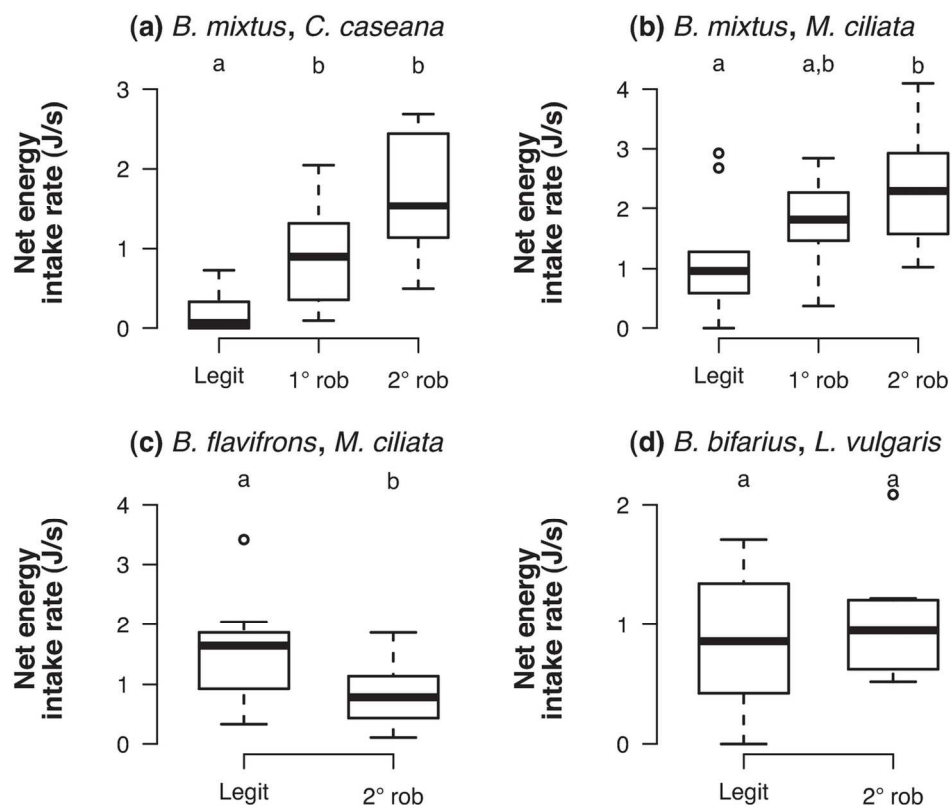 (a) B. mixtus, C. caseana
a b b
Net energy
intake rate (J/s)
3
2
1
0
Legit 1° rob 2° rob
(b) B. mixtus, M. ciliata
a a,b b
Net energy
intake rate (J/s)
4
3
2
1
0
Legit 1° rob 2° rob
(c) B. flavifrons, M. ciliata
a b
Net energy
intake rate (J/s)
4
3
2
1
0
Legit 2° rob
(d) B. bifarius, L. vulgaris
a a
Net energy
intake rate (J/s)
2
1
0
Legit 2° rob